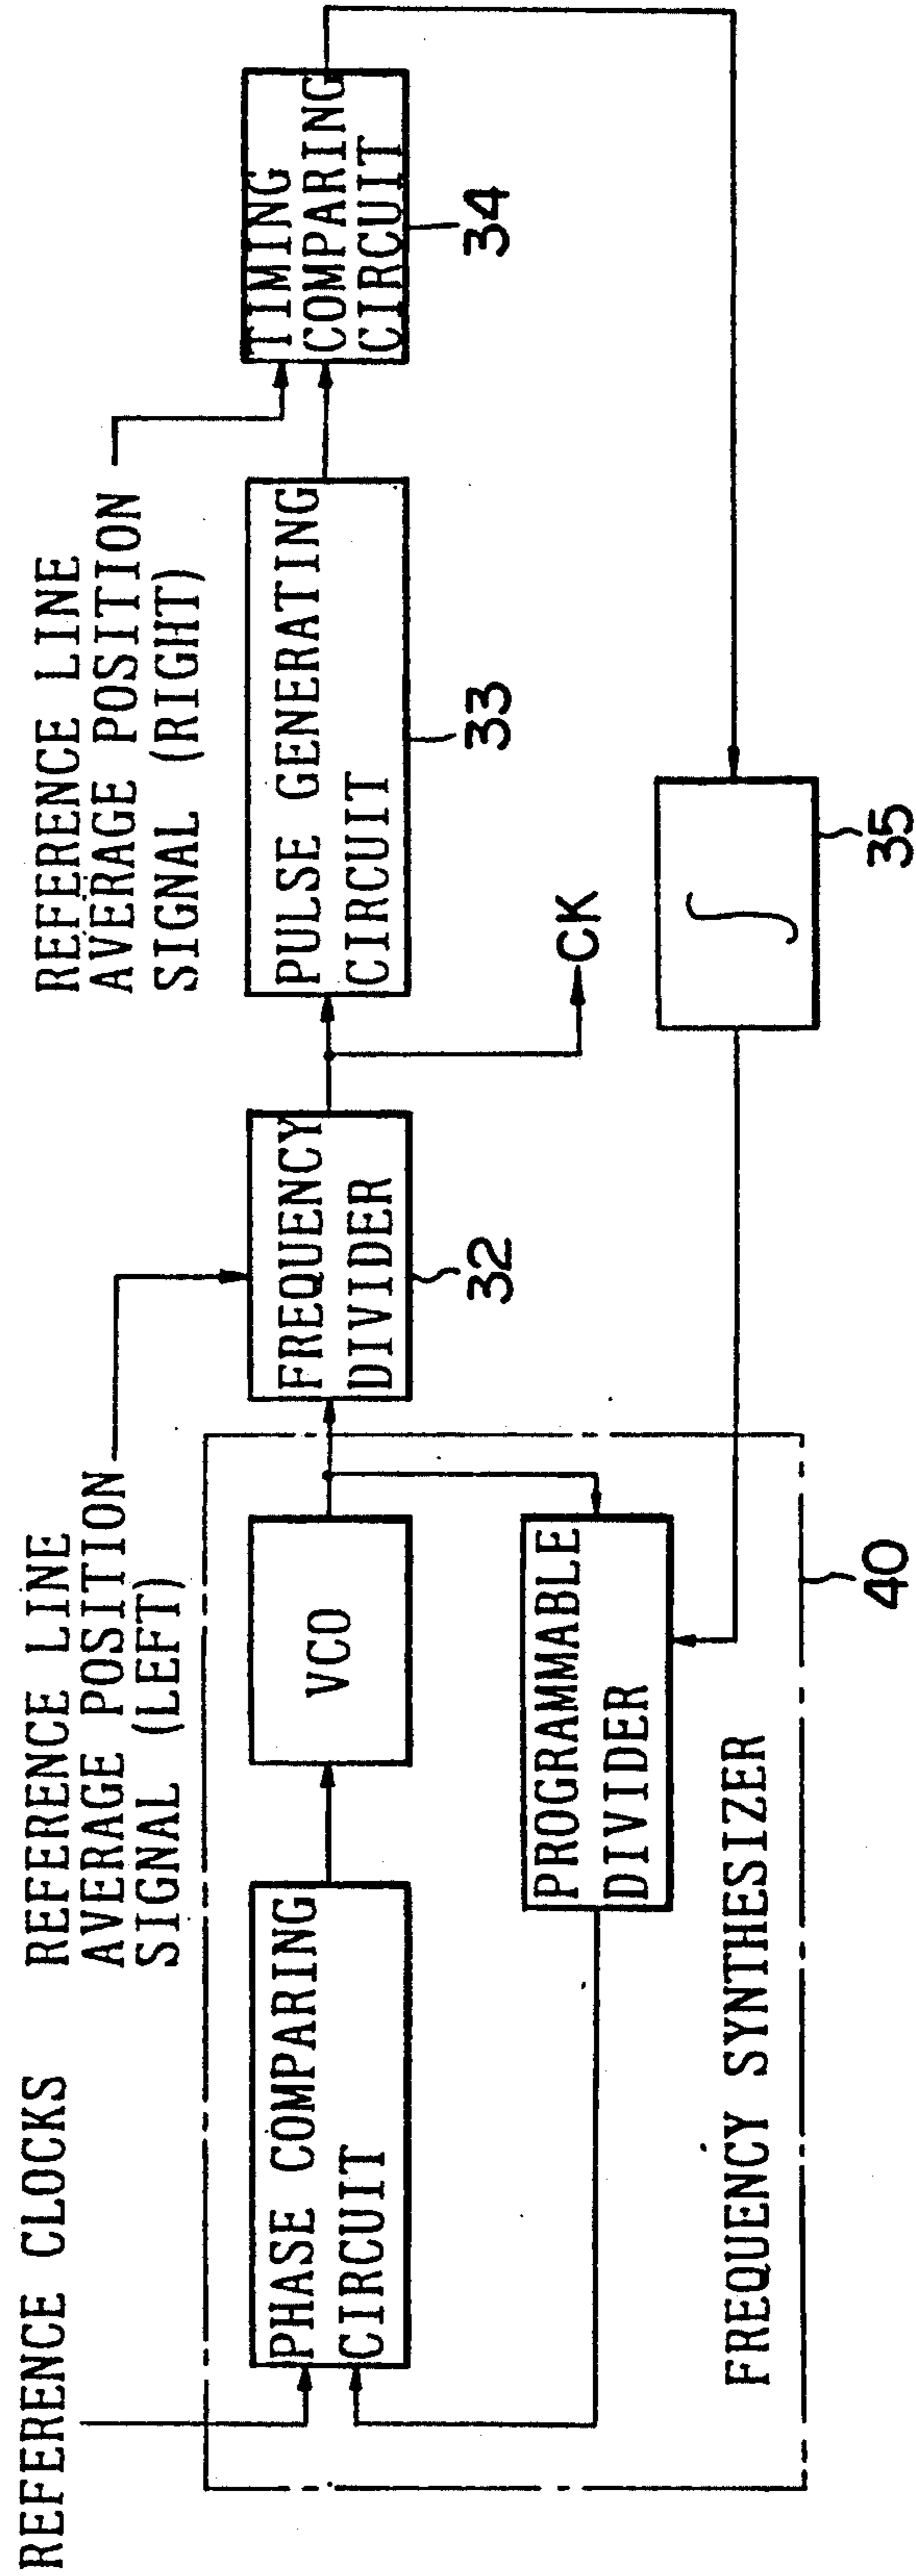 REFERENCE CLOCKS
REFERENCE LINE
AVERAGE POSITION
SIGNAL (LEFT)
REFERENCE LINE
AVERAGE POSITION
SIGNAL (RIGHT)
PHASE COMPARING
CIRCUIT
VCO
FREQUENCY
DIVIDER
32
PULSE GENERATING
CIRCUIT
33
TIMING
COMPARING
CIRCUIT
34
CK
PROGRAMMABLE
DIVIDER
∫
35
FREQUENCY SYNTHESIZER
40